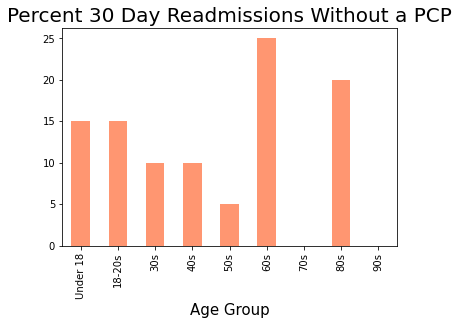 Percent 30 Day Readmissions Without a PCP
25
20
15
10
5
0
Under 18
18-20s
30s
40s
50s
60s
70s
80s
90s
Age Group